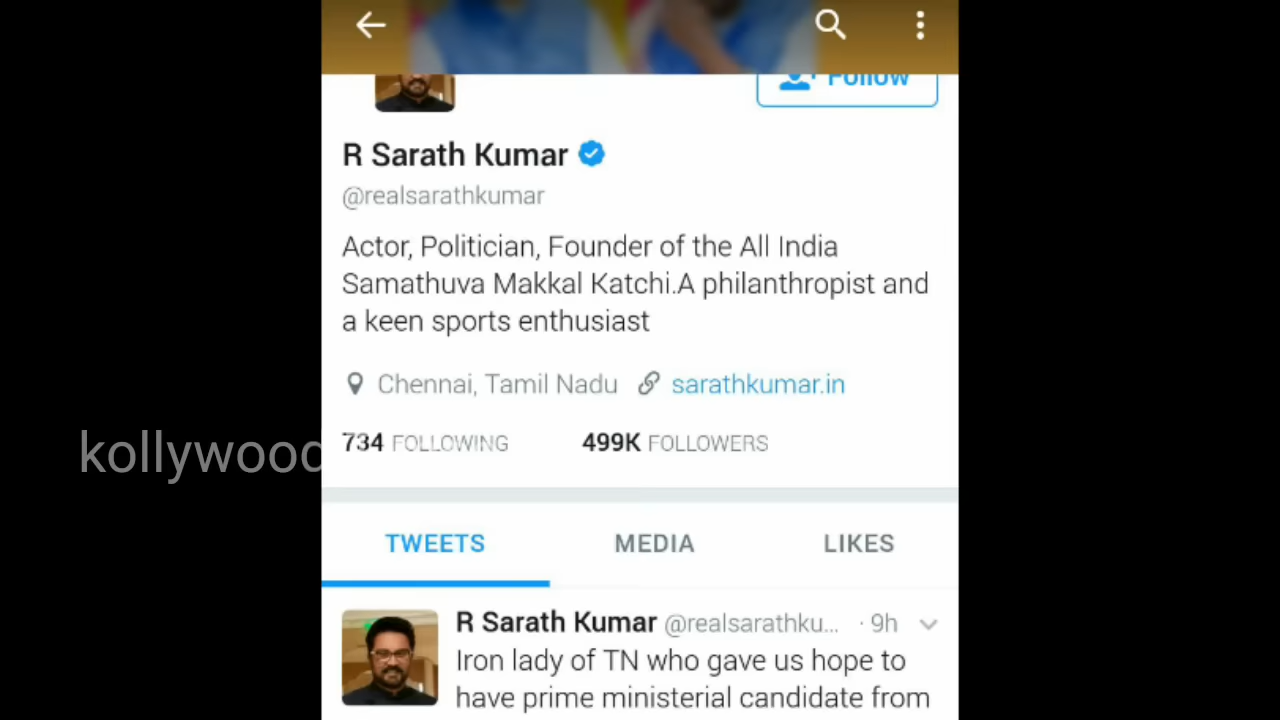 Follow
R Sarath Kumar
@realsarathkumar
Actor, Politician, Founder of the All India
Samathuva Makkal Katchi.A philanthropist and
a keen sports enthusiast
Chennai, Tamil Nadu sarathkumar.in
734 FOLLOWING 499K FOLLOWERS
kollywood
TWEETS MEDIA LIKES
R Sarath Kumar @realsarathku... · 9h
Iron lady of TN who gave us hope to
have prime ministerial candidate from